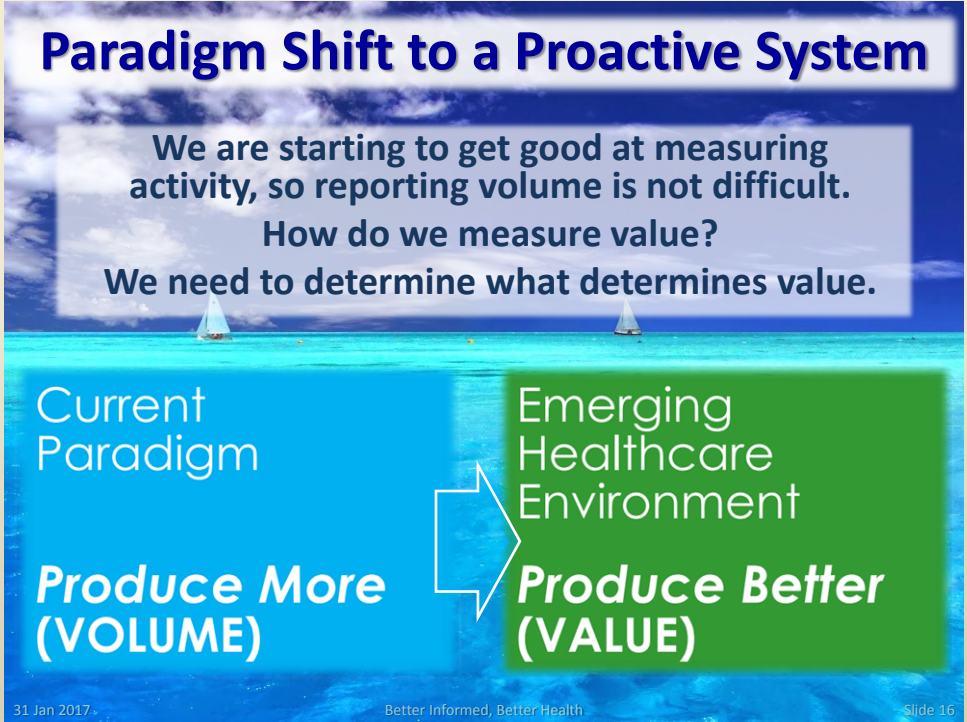 Paradigm Shift to a Proactive System
We are starting to get good at measuring
activity, so reporting volume is not difficult.
How do we measure value?
We need to determine what determines value.
Current
Paradigm
Produce More
(VOLUME)
Emerging
Healthcare
Environment
Produce Better
(VALUE)
31 Jan 2017
Better Informed, Better Health
Slide 16